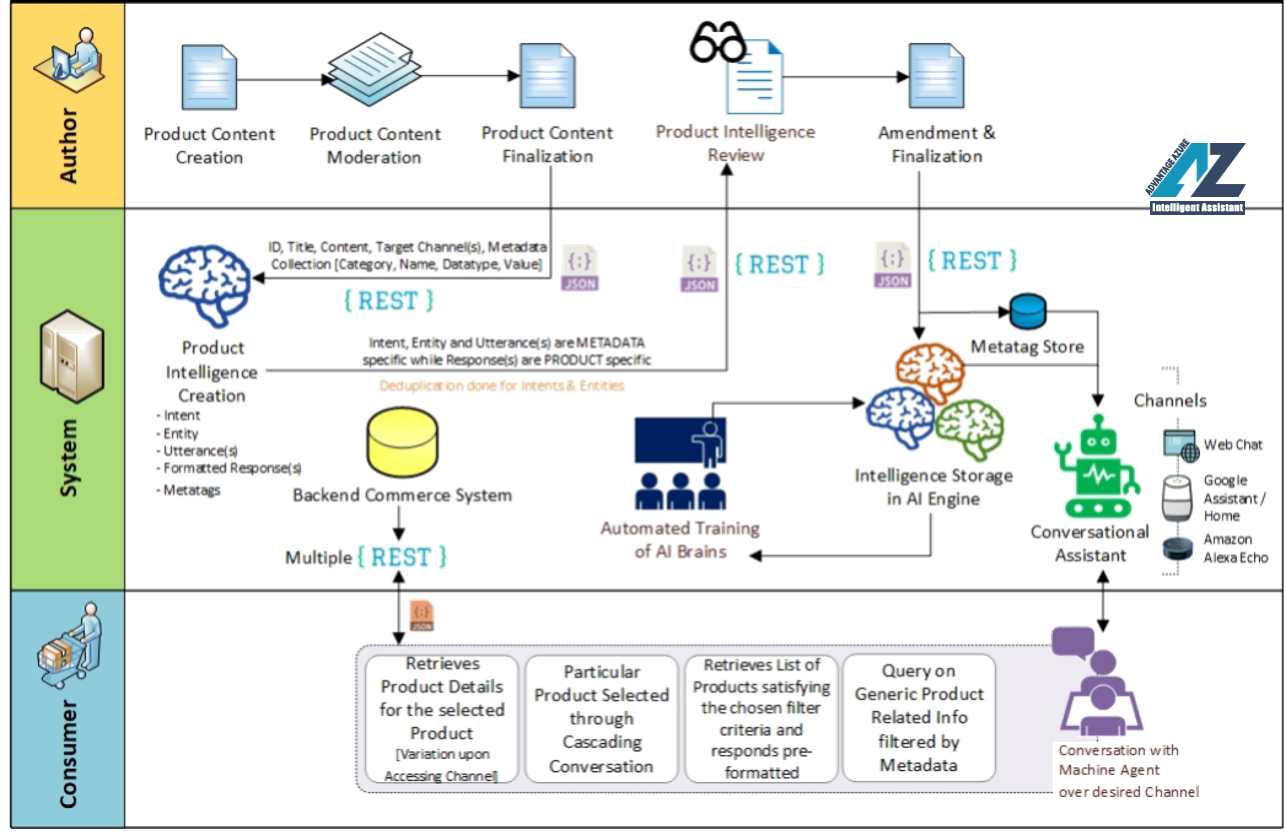 Author
Product Content
Creation
Product Content
Moderation
Product Content
Finalization
Product Intelligence
Review
Amendment &
Finalization
ADVANTAGE AZURE
AZ
Intelligent Assistant
System
ID, Title, Content, Target Channel(s), Metadata
Collection [Category, Name, Datatype, Value]
{ REST }
{:}
JSON
{:}
JSON
{ REST }
{:}
JSON
{ REST }
Product
Intelligence
Creation
- Intent
- Entity
- Utterance(s)
- Formatted Response(s)
- Metatags
Intent, Entity and Utterance(s) are METADATA
specific while Response(s) are PRODUCT specific
Deduplication done for Intents & Entities
Backend Commerce System
Multiple { REST }
Automated Training
of AI Brains
Metatag Store
Intelligence Storage
in AI Engine
Conversational
Assistant
Channels
Web Chat
Google
Assistant /
Home
Amazon
Alexa Echo
Consumer
{:}
JSON
Retrieves
Product Details
for the selected
Product
[Variation upon
Accessing Channel]
Particular
Product Selected
through
Cascading
Conversation
Retrieves List of
Products satisfying
the chosen filter
criteria and
responds pre-
formatted
Query on
Generic Product
Related Info
filtered by
Metadata
Conversation with
Machine Agent
over desired Channel